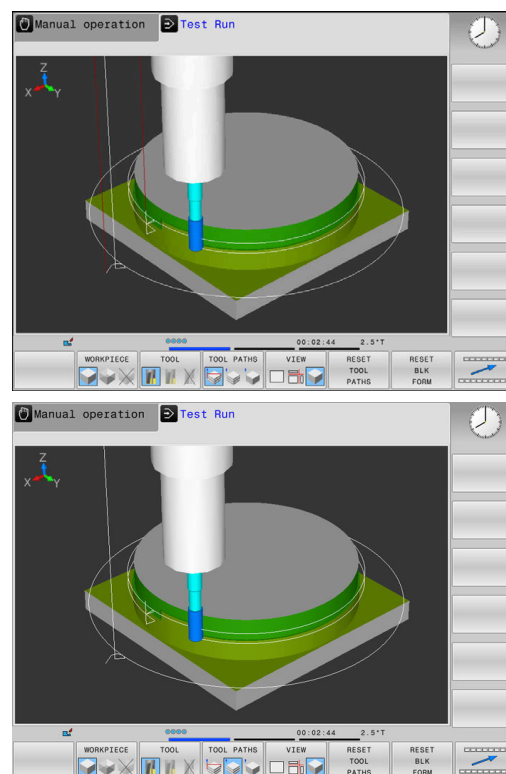 Manual operation
Test Run
Z
X Y
00:02:44 2.5*T
WORKPIECE TOOL TOOL PATHS VIEW RESET RESET
TOOL BLK
PATHS FORM
Manual operation
Test Run
Z
X Y
00:02:44 2.5*T
WORKPIECE TOOL TOOL PATHS VIEW RESET RESET
TOOL BLK
PATHS FORM